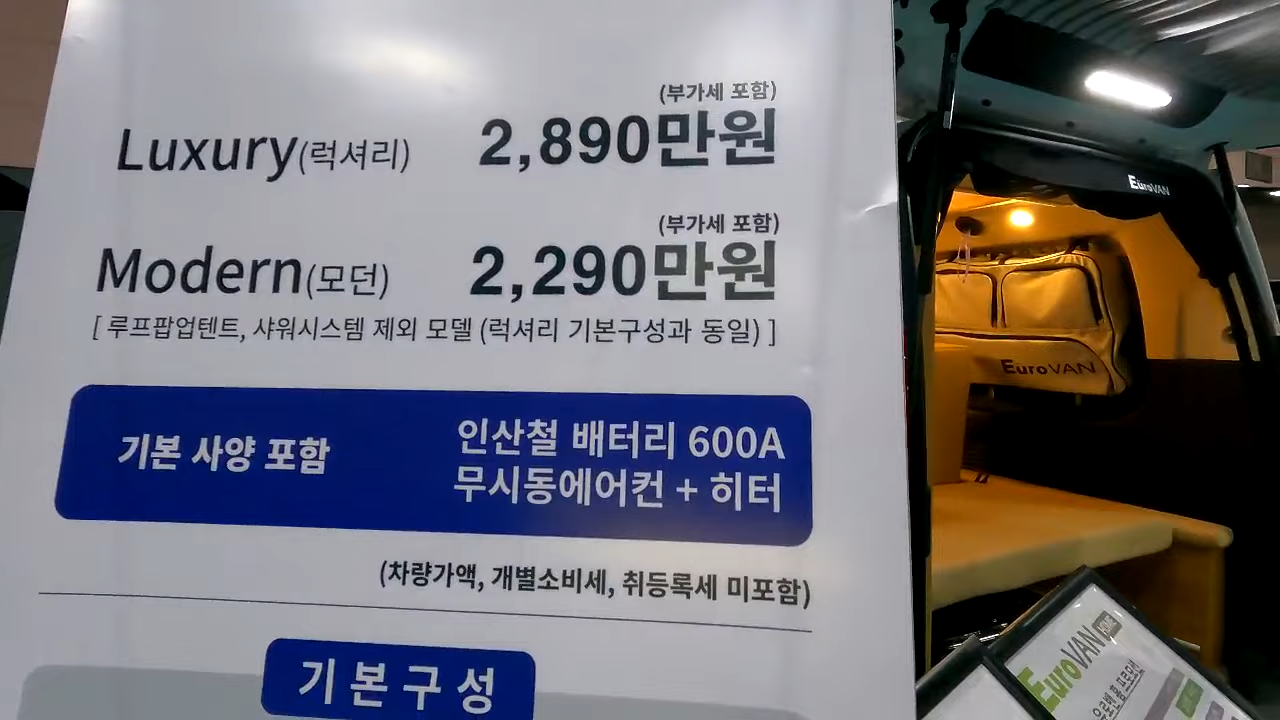 (부가세 포함)
Luxury(럭셔리) 2,890만원
(부가세 포함)
Modern(모던) 2,290만원
[ 루프팝업텐트, 샤워시스템 제외 모델 (럭셔리 기본구성과 동일) ]
기본 사양 포함
인산철 배터리 600A
무시동에어컨 + 히터
(차량가액, 개별소비세, 취등록세 미포함)
기본구성
EuroVAN
EuroVAN
EuroVAN HOME